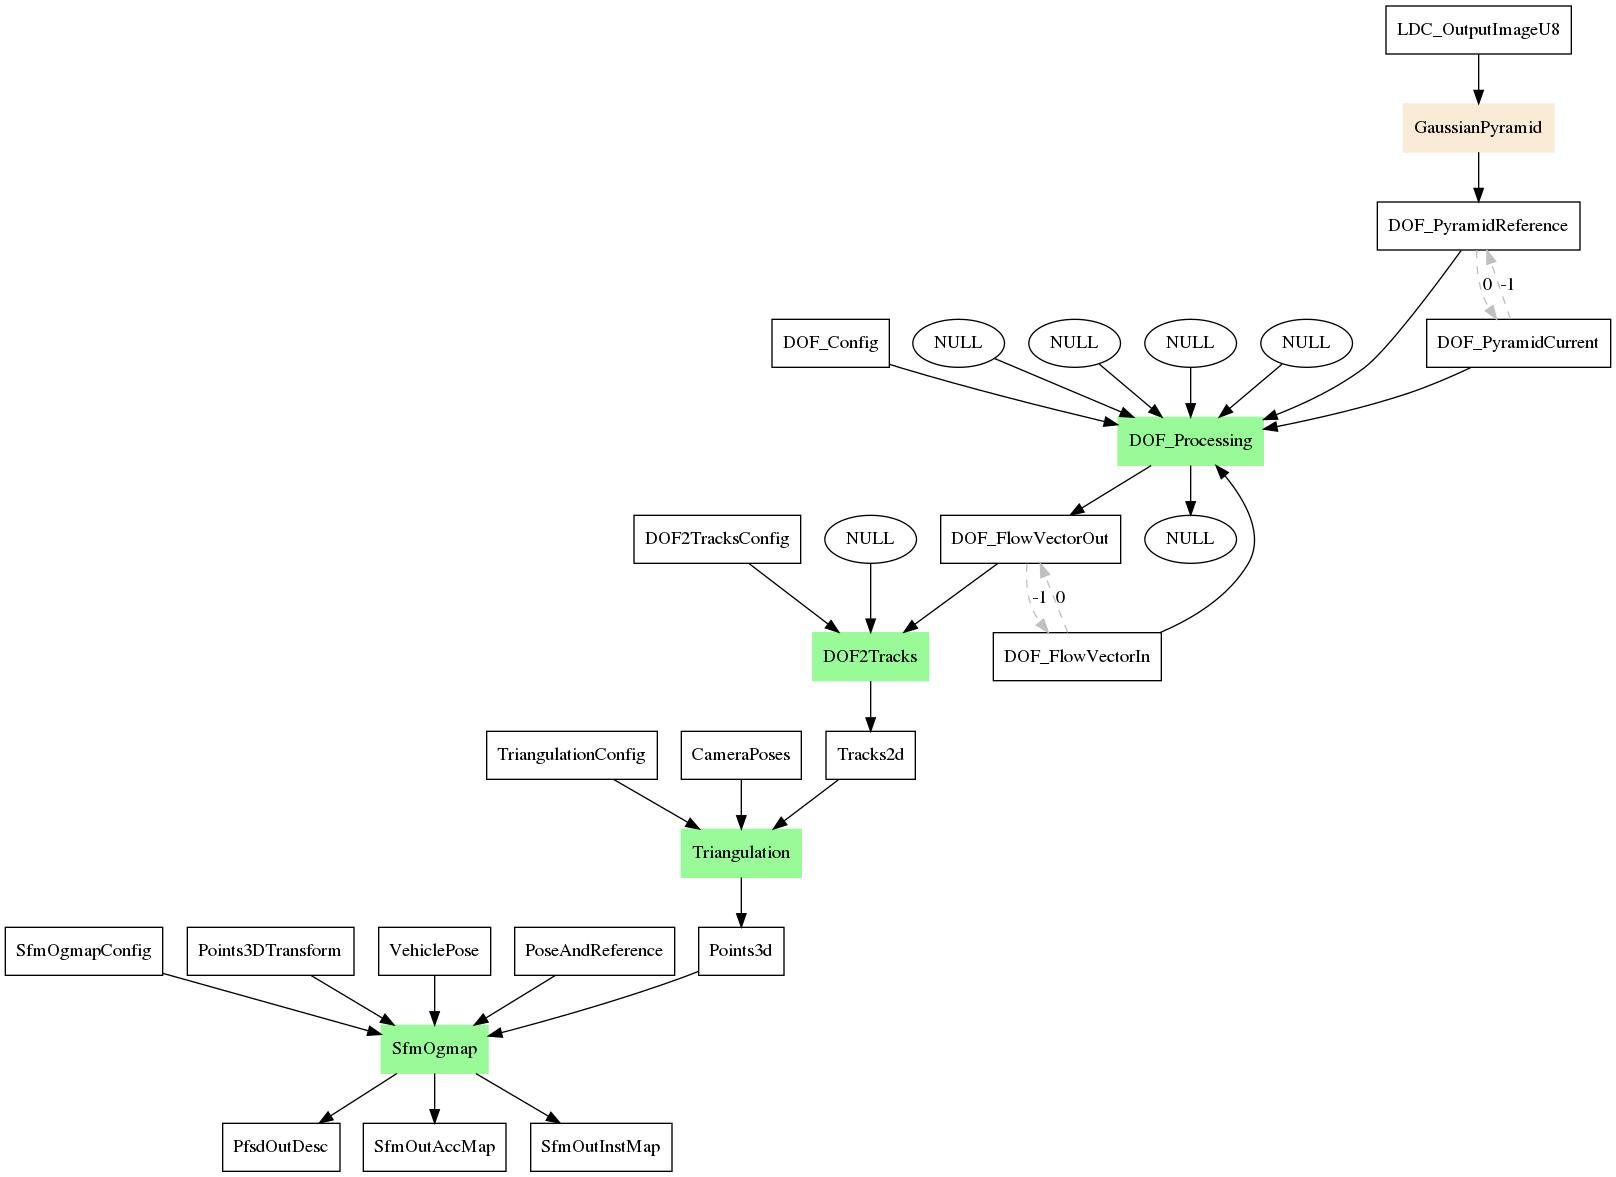 LDC_OutputImageU8
GaussianPyramid
DOF_PyramidReference
0 -1
DOF_Config
NULL
NULL
NULL
NULL
DOF_PyramidCurrent
DOF_Processing
DOF2TracksConfig
NULL
DOF_FlowVectorOut
NULL
-1 0
DOF2Tracks
DOF_FlowVectorIn
TriangulationConfig
CameraPoses
Tracks2d
Triangulation
SfmOgmapConfig
Points3DTransform
VehiclePose
PoseAndReference
Points3d
SfmOgmap
PfsdOutDesc
SfmOutAccMap
SfmOutInstMap